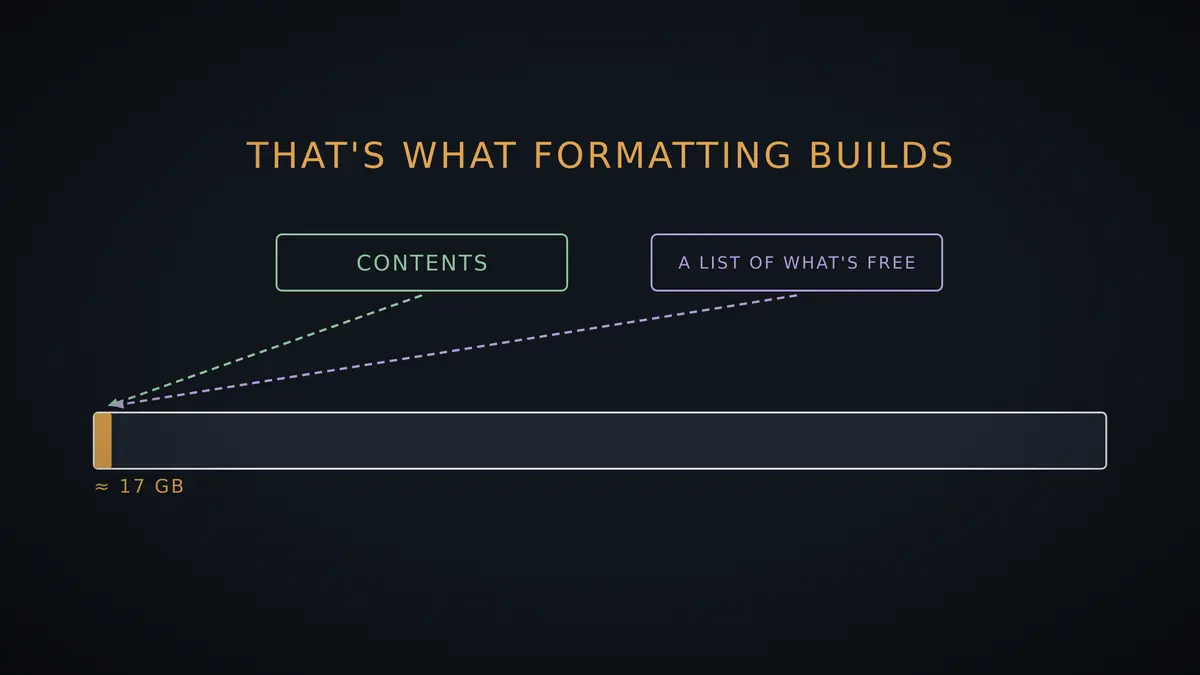 THAT'S WHAT FORMATTING BUILDS
CONTENTS
A LIST OF WHAT'S FREE
≈ 17 GB